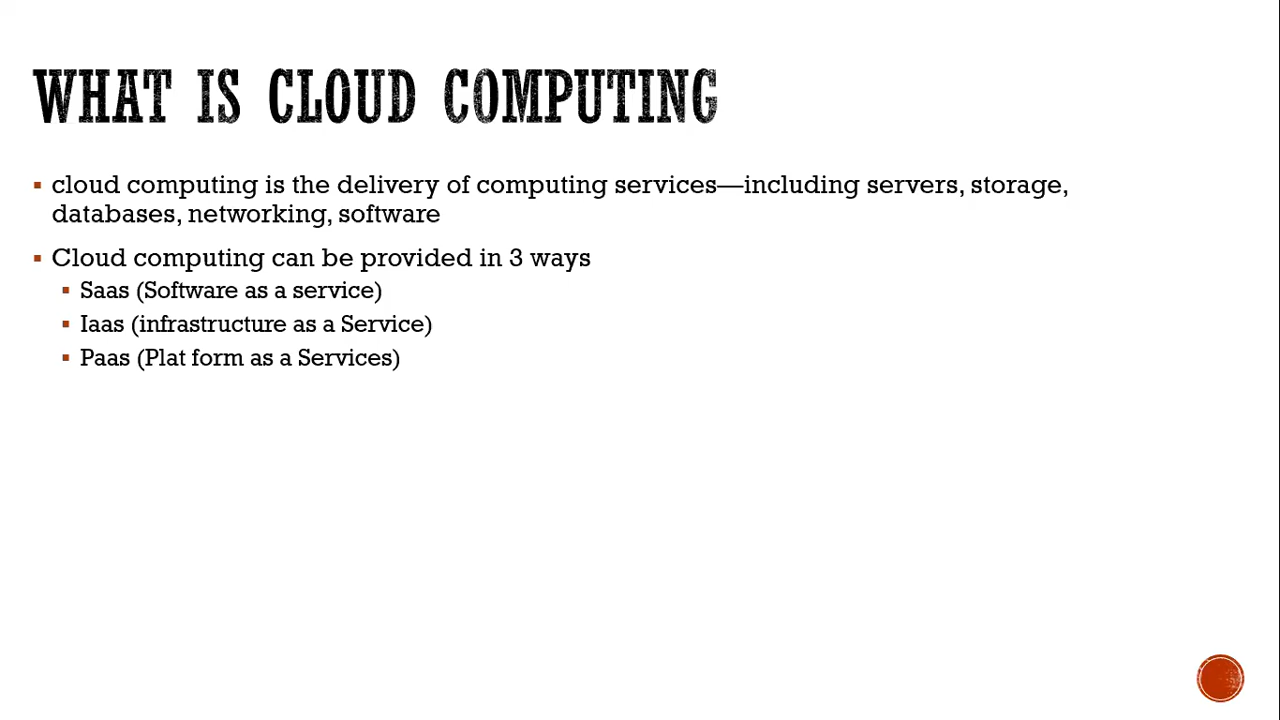 WHAT IS CLOUD COMPUTING
▪ cloud computing is the delivery of computing services—including servers, storage,
databases, networking, software
▪ Cloud computing can be provided in 3 ways
▪ Saas (Software as a service)
▪ Iaas (infrastructure as a Service)
▪ Paas (Plat form as a Services)